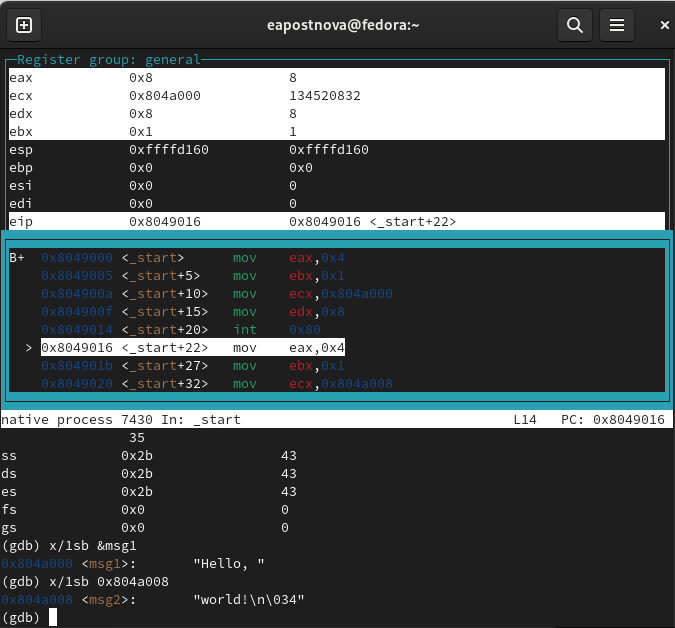 eapostnova@fedora:~
Register group: general
eax 0x8 8
ecx 0x804a000 134520832
edx 0x8 8
ebx 0x1 1
esp 0xffffd160 0xffffd160
ebp 0x0 0x0
esi 0x0 0
edi 0x0 0
eip 0x8049016 0x8049016 <_start+22>
B+ 0x8049000 <_start> mov eax,0x4
0x8049005 <_start+5> mov ebx,0x1
0x804900a <_start+10> mov ecx,0x804a000
0x804900f <_start+15> mov edx,0x8
0x8049014 <_start+20> int 0x80
> 0x8049016 <_start+22> mov eax,0x4
0x804901b <_start+27> mov ebx,0x1
0x8049020 <_start+32> mov ecx,0x804a008
native process 7430 In: _start L14 PC: 0x8049016
35
ss 0x2b 43
ds 0x2b 43
es 0x2b 43
fs 0x0 0
gs 0x0 0
(gdb) x/1sb &msg1
0x804a000 <msg1>: "Hello, "
(gdb) x/1sb 0x804a008
0x804a008 <msg2>: "world!\n\034"
(gdb)